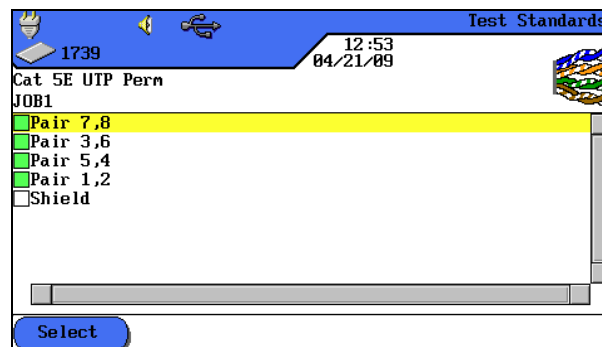 Test Standards
1739
12:53
04/21/09
Cat 5E UTP Perm
JOB1
Pair 7,8
Pair 3,6
Pair 5,4
Pair 1,2
Shield
Select